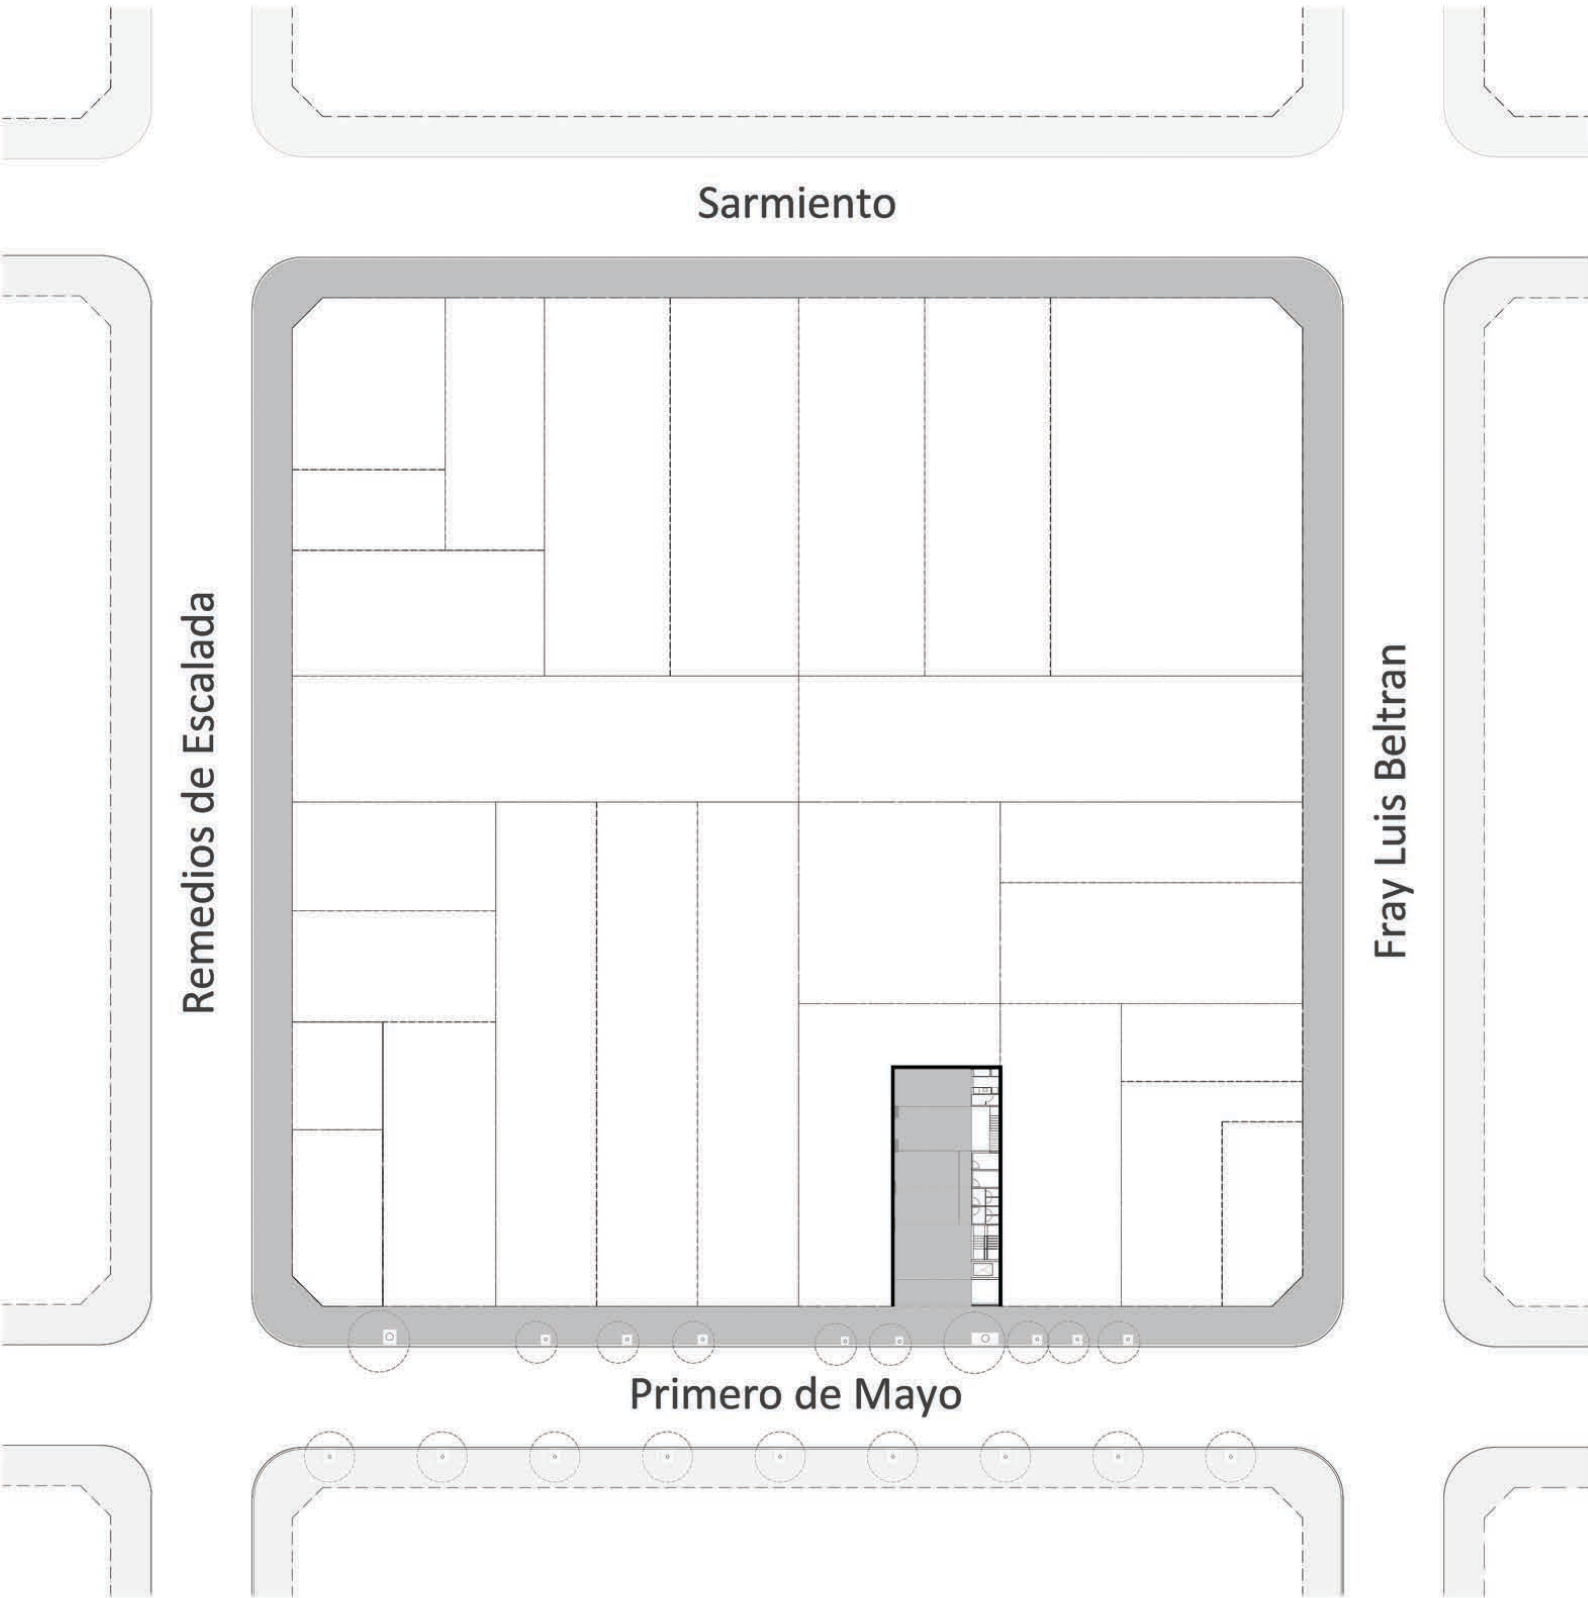 Sarmiento
Remedios de Escalada
Fray Luis Beltran
Primero de Mayo